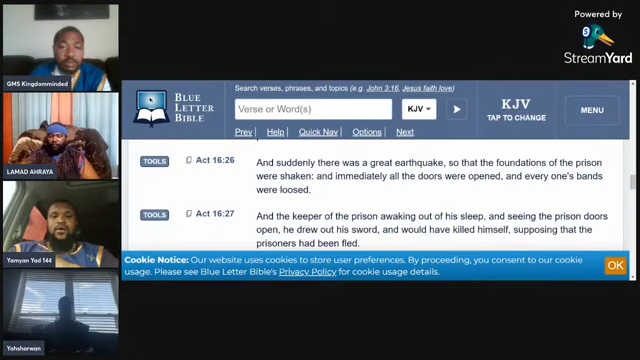 Powered by
StreamYard
GMS Kingdomminded
LAMAD AHRAYA
Yamyan Yad 144
Yahsharwan
BLUE
LETTER
BIBLE
Search verses, phrases, and topics (e.g. John 3:16, Jesus faith love)
Verse or Word(s)
KJV
KJV
TAP TO CHANGE
MENU
Prev Help Quick Nav Options Next
TOOLS Act 16:26 And suddenly there was a great earthquake, so that the foundations of the prison
were shaken: and immediately all the doors were opened, and every one's bands
were loosed.
TOOLS Act 16:27 And the keeper of the prison awaking out of his sleep, and seeing the prison doors
open, he drew out his sword, and would have killed himself, supposing that the
prisoners had been fled.
Cookie Notice: Our website uses cookies to store user preferences. By proceeding, you consent to our cookie
usage. Please see Blue Letter Bible's Privacy Policy for cookie usage details.
OK